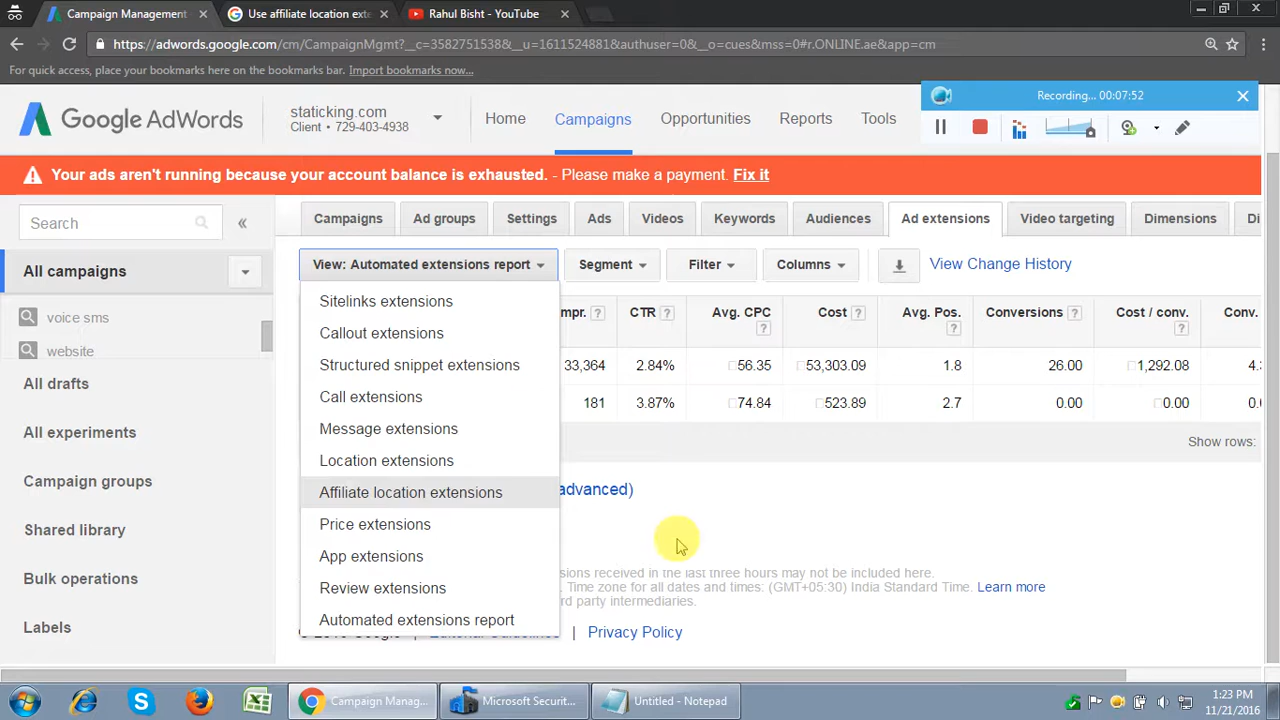 Campaign Management
Use affiliate location ext
Rahul Bisht - YouTube
https://adwords.google.com/cm/CampaignMgmt?__c=3582751538&__u=1611524881&authuser=0&__o=cues&mss=0#r.ONLINE.ae&app=cm
For quick access, place your bookmarks here on the bookmarks bar. Import bookmarks now...
Recording... 00:07:52
Google AdWords
staticking.com
Client • 729-403-4938
Home
Campaigns
Opportunities
Reports
Tools
Your ads aren't running because your account balance is exhausted. - Please make a payment. Fix it
Search
«
Campaigns
Ad groups
Settings
Ads
Videos
Keywords
Audiences
Ad extensions
Video targeting
Dimensions
Di
All campaigns
voice sms
website
All drafts
All experiments
Campaign groups
Shared library
Bulk operations
Labels
View: Automated extensions report
Segment
Filter
Columns
View Change History
Sitelinks extensions
Callout extensions
Structured snippet extensions
Call extensions
Message extensions
Location extensions
Affiliate location extensions
Price extensions
App extensions
Review extensions
Automated extensions report
mpr. ? CTR ? Avg. CPC ? Cost ? Avg. Pos. ? Conversions ? Cost / conv. ? Conv.
33,364 2.84% 56.35 53,303.09 1.8 26.00 1,292.08 4.
181 3.87% 74.84 523.89 2.7 0.00 0.00 0.0
Show rows:
advanced)
sions received in the last three hours may not be included here.
. Time zone for all dates and times: (GMT+05:30) India Standard Time. Learn more
rd party intermediaries.
| Privacy Policy
Campaign Manag...
Microsoft Securit...
Untitled - Notepad
1:23 PM
11/21/2016